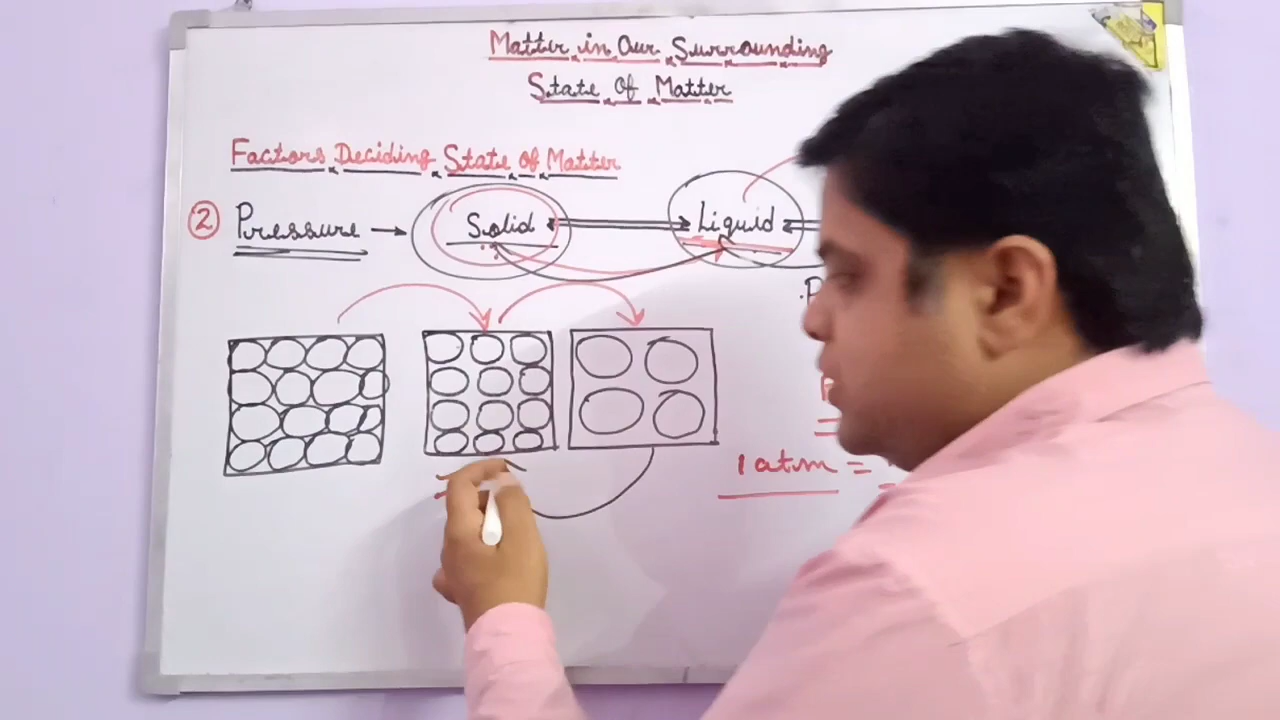 Matter in Our Surrounding
State Of Matter
Factors Deciding State of Matter
2 Pressure → Solid Liquid
1 atm =